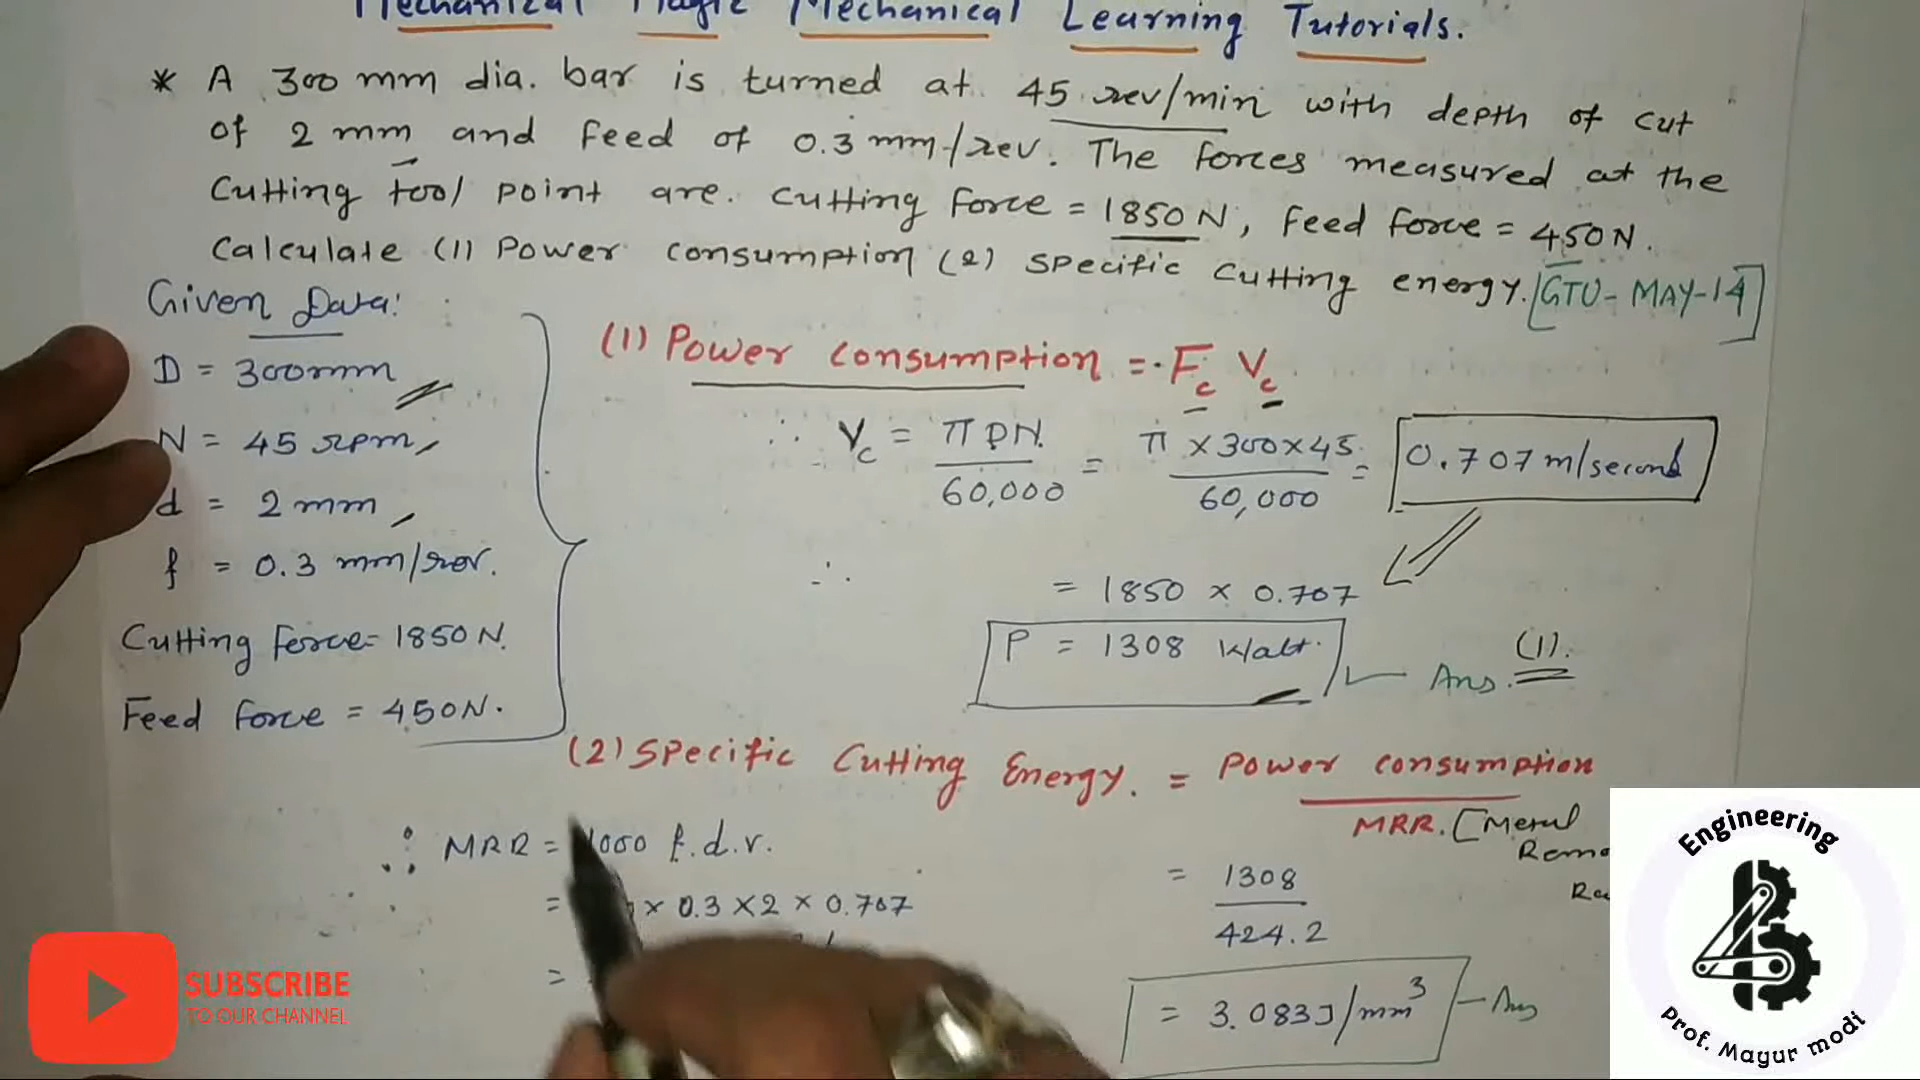 Mechanical Magic Mechanical Learning Tutorials.
* A 300 mm dia. bar is turned at 45 rev/min with depth of cut
of 2 mm and feed of 0.3 mm/rev. The forces measured at the
cutting tool point are. cutting force = 1850 N, feed force = 450 N.
Calculate (1) Power consumption (2) specific cutting energy. [GTU-MAY-14]
Given Data:
D = 300mm
N = 45 rpm
d = 2 mm
f = 0.3 mm/rev.
Cutting force = 1850 N.
Feed force = 450N.
(1) Power consumption = Fc Vc
∴ Vc = πDN / 60,000 = π × 300 × 45 / 60,000 = 0.707 m/second
∴ = 1850 × 0.707
P = 1308 Watt. Ans. (1).
(2) Specific Cutting Energy. = Power consumption
MRR. [Metal
∴ MRR = 1000 f.d.v.
= × 0.3 × 2 × 0.707
=
= 1308
424.2
= 3.083 J/mm³ Ans
SUBSCRIBE
TO OUR CHANNEL
Engineering
Prof. Mayur modi